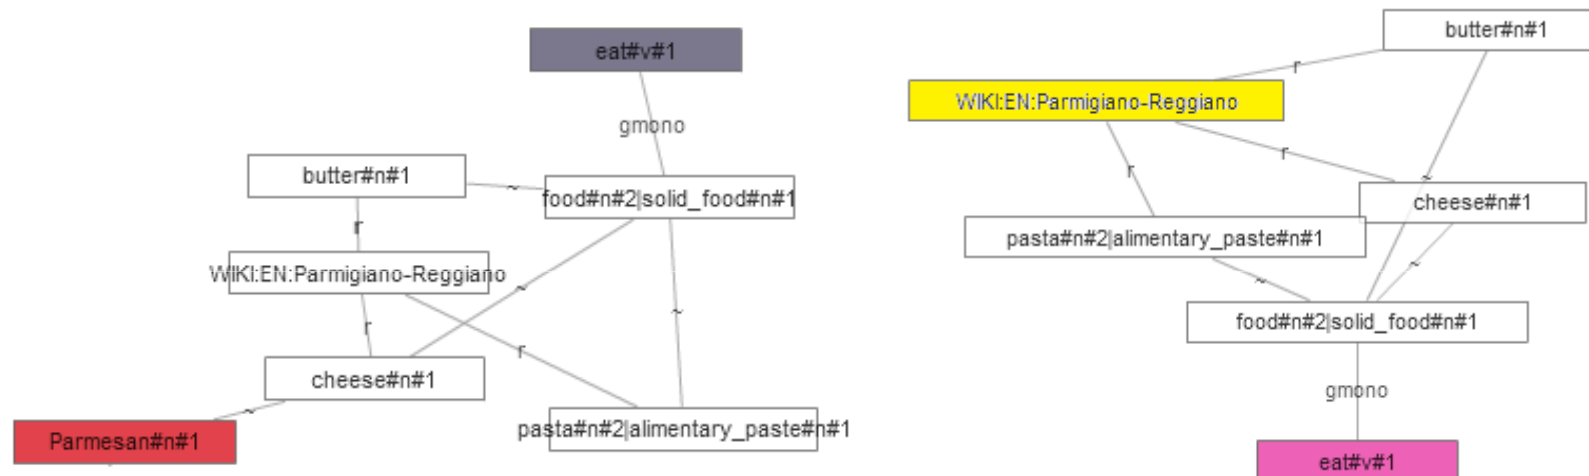 eat#v#1
gmono
butter#n#1
~
food#n#2|solid_food#n#1
r
WIKI:EN:Parmigiano-Reggiano
~
~
r
r
cheese#n#1
~
Parmesan#n#1
pasta#n#2|alimentary_paste#n#1
butter#n#1
r
WIKI:EN:Parmigiano-Reggiano
r
r
~
cheese#n#1
pasta#n#2|alimentary_paste#n#1
~
~
food#n#2|solid_food#n#1
gmono
eat#v#1